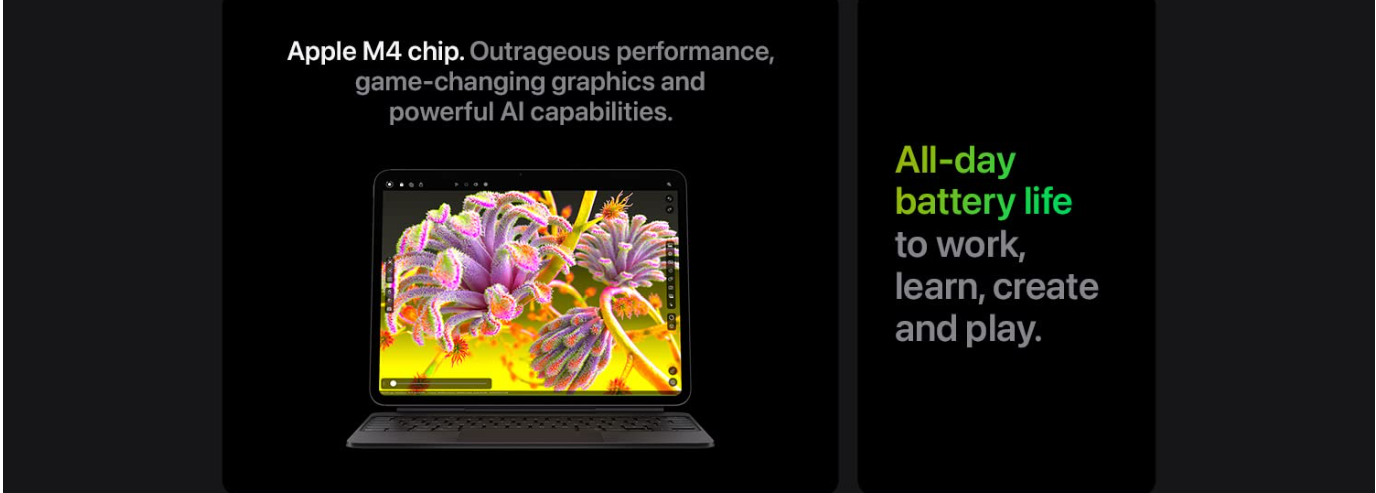 Apple M4 chip. Outrageous performance,
game-changing graphics and
powerful AI capabilities.
All-day
battery life
to work,
learn, create
and play.